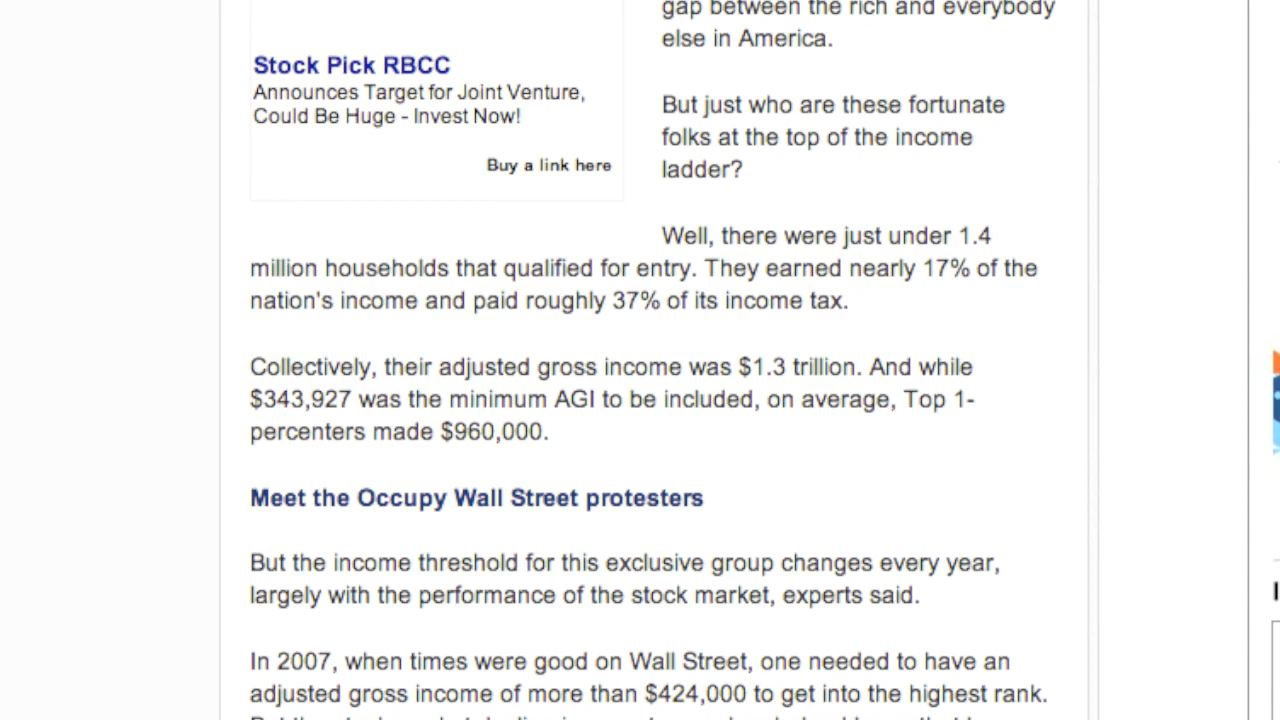 gap between the rich and everybody
else in America.
Stock Pick RBCC
Announces Target for Joint Venture,
Could Be Huge - Invest Now!
Buy a link here
But just who are these fortunate
folks at the top of the income
ladder?
Well, there were just under 1.4
million households that qualified for entry. They earned nearly 17% of the
nation's income and paid roughly 37% of its income tax.
Collectively, their adjusted gross income was $1.3 trillion. And while
$343,927 was the minimum AGI to be included, on average, Top 1-
percenters made $960,000.
Meet the Occupy Wall Street protesters
But the income threshold for this exclusive group changes every year,
largely with the performance of the stock market, experts said.
In 2007, when times were good on Wall Street, one needed to have an
adjusted gross income of more than $424,000 to get into the highest rank.